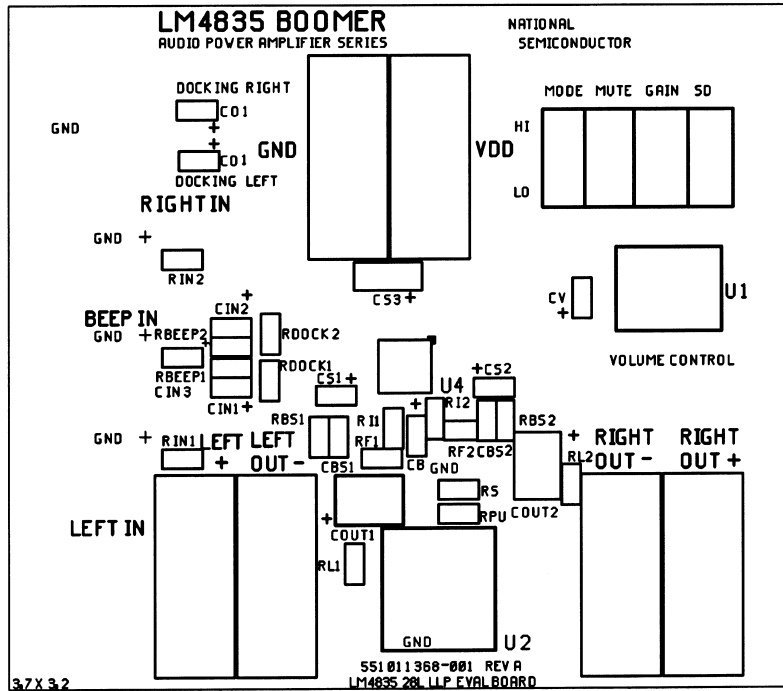 LM4835 BOOMER
AUDIO POWER AMPLIFIER SERIES
NATIONAL
SEMICONDUCTOR
DOCKING RIGHT
CO1
+
GND
+
CO1
DOCKING LEFT
GND
VDD
MODE MUTE GAIN SD
HI
LO
RIGHT IN
GND +
RIN2
CS3 +
CV
+
U1
VOLUME CONTROL
BEEP IN
GND +
+
CIN2
RBEEP2
+
RDOCK2
RBEEP1
RDOCK1
CIN3
CIN1 +
CS1 +
U4
+ CS2
RBS1
RI1
+
RI2
RBS2
GND +
RIN1
LEFT
+
LEFT
OUT -
CBS1
RF1
CB
RF2
CBS2
GND
+
RL2
RIGHT
OUT -
RIGHT
OUT +
RS
RPU
COUT2
LEFT IN
+
COUT1
RL1
GND
U2
551011368-001 REV A
LM4835 28L LLP EVAL BOARD
3.7 X 3.2